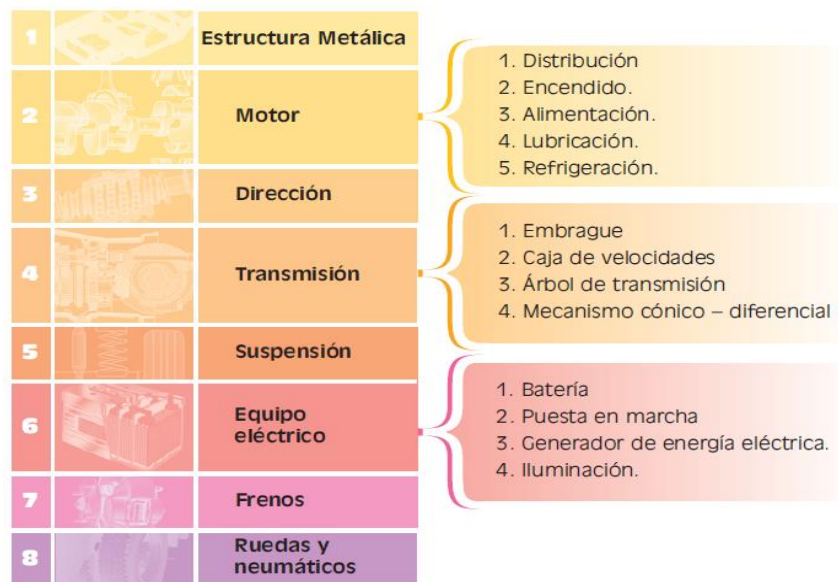 1 Estructura Metálica
2 Motor
1. Distribución
2. Encendido.
3. Alimentación.
4. Lubricación.
5. Refrigeración.
3 Dirección
4 Transmisión
1. Embrague
2. Caja de velocidades
3. Árbol de transmisión
4. Mecanismo cónico – diferencial
5 Suspensión
6 Equipo
eléctrico
1. Batería
2. Puesta en marcha
3. Generador de energía eléctrica.
4. Iluminación.
7 Frenos
8 Ruedas y
neumáticos